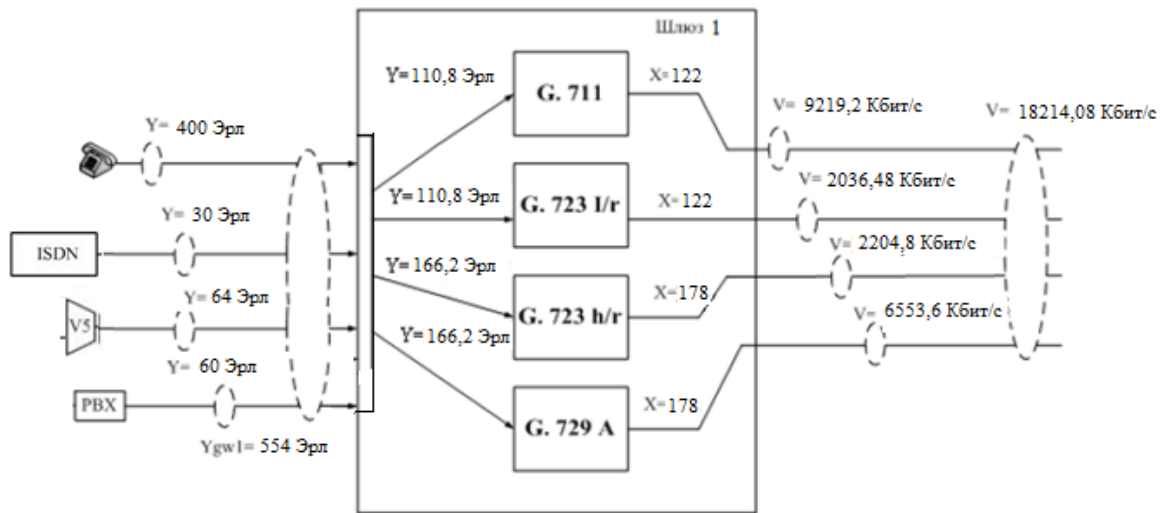 Шлюз 1
Y= 400 Эрл
ISDN
Y= 30 Эрл
V5
Y= 64 Эрл
PBX
Y= 60 Эрл
Ygw1= 554 Эрл
Y=110,8 Эрл
G. 711
X=122
V= 9219,2 Кбит/с
Y=110,8 Эрл
G. 723 I/r
X=122
V= 2036,48 Кбит/с
Y=166,2 Эрл
G. 723 h/r
X=178
V= 2204,8 Кбит/с
Y=166,2 Эрл
G. 729 A
X=178
V= 6553,6 Кбит/с
V= 18214,08 Кбит/с